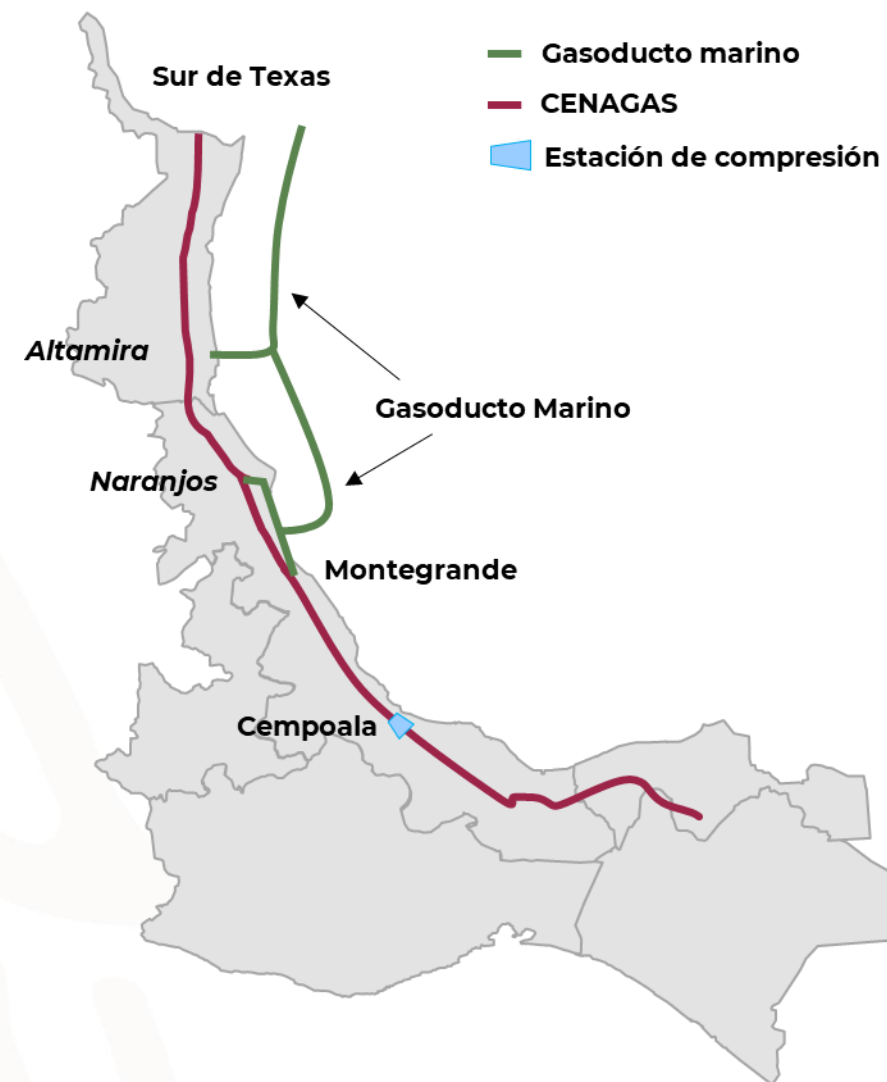 Gasoducto marino
Sur de Texas
CENAGAS
Estación de compresión
Altamira
Gasoducto Marino
Naranjos
Montegrande
Cempoala